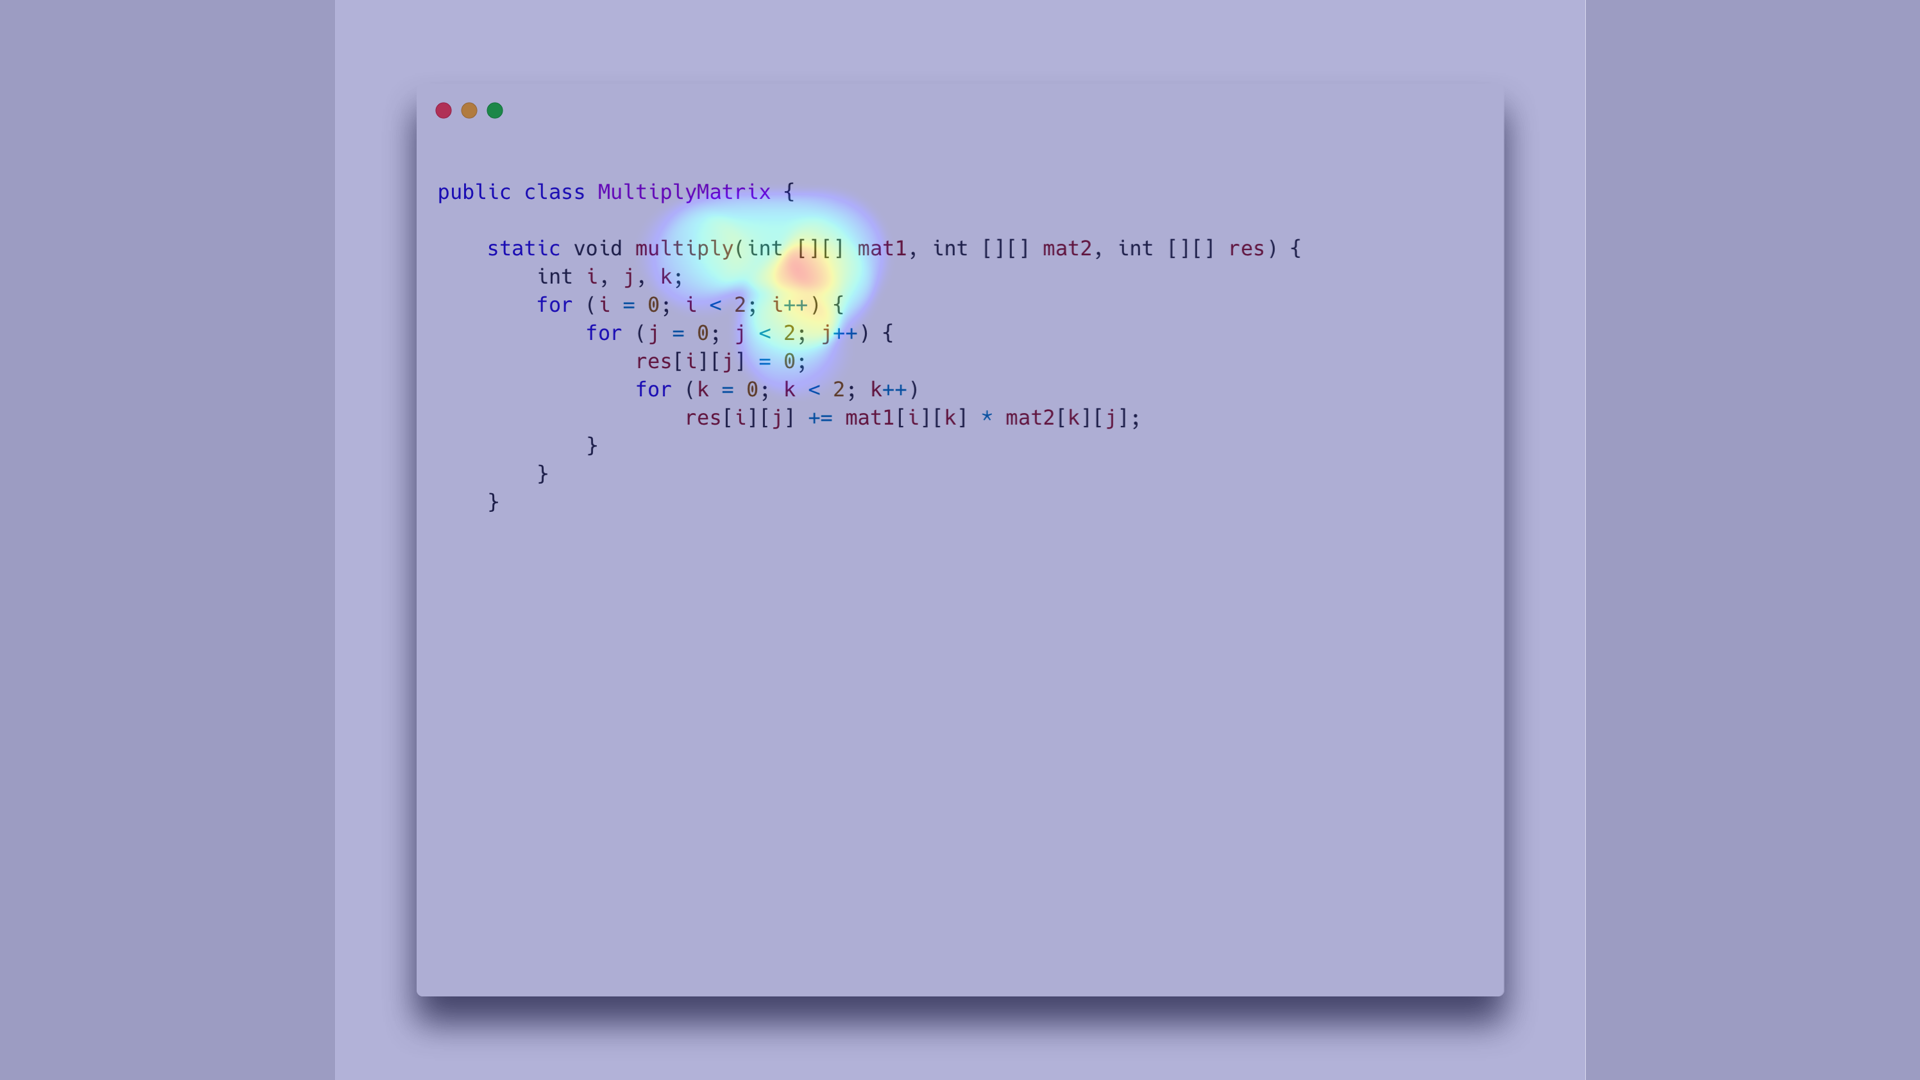 public class MultiplyMatrix {
static void multiply(int [][] mat1, int [][] mat2, int [][] res) {
int i, j, k;
for (i = 0; i < 2; i++) {
for (j = 0; j < 2; j++) {
res[i][j] = 0;
for (k = 0; k < 2; k++)
res[i][j] += mat1[i][k] * mat2[k][j];
}
}
}